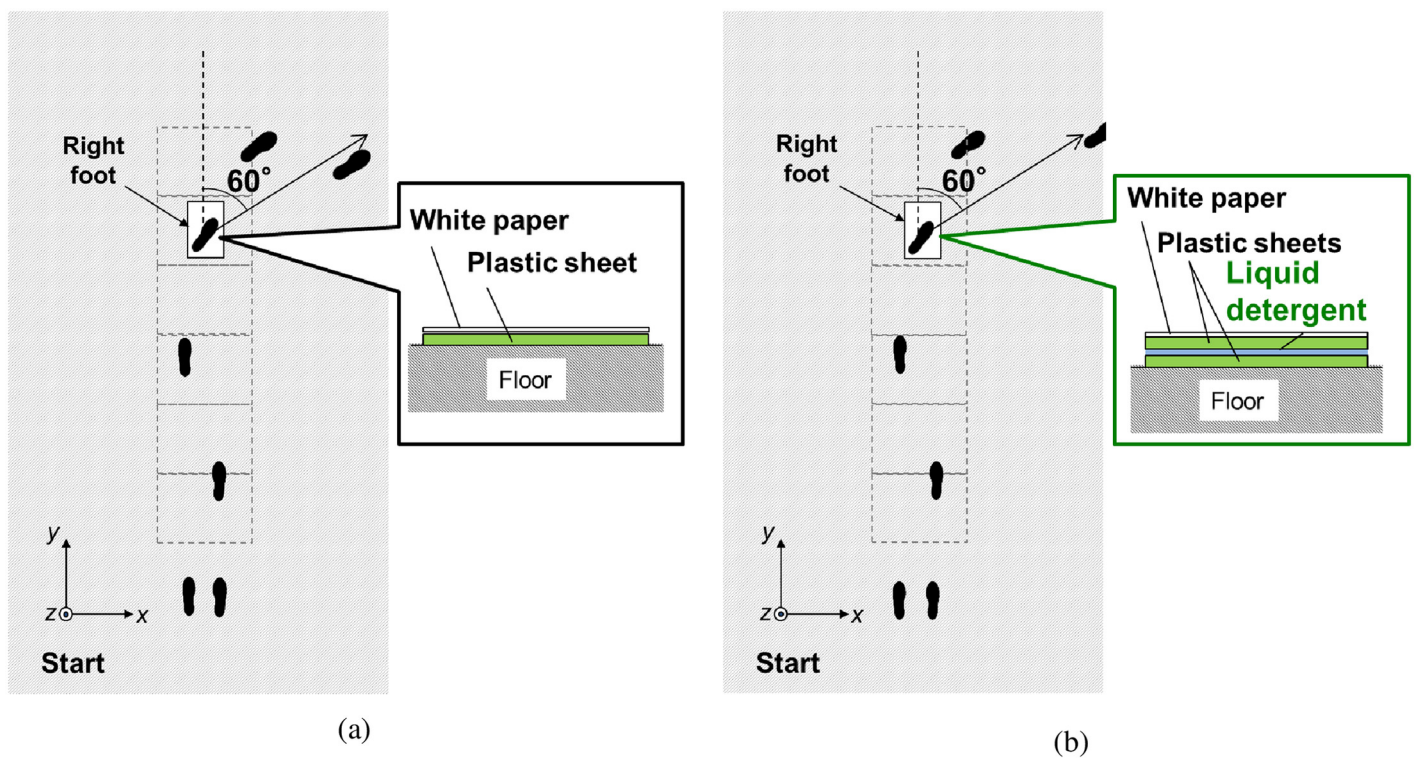 Right
foot
60°
White paper
Plastic sheet
Floor
y
z
x
Start
(a)
Right
foot
60°
White paper
Plastic sheets
Liquid
detergent
Floor
y
z
x
Start
(b)